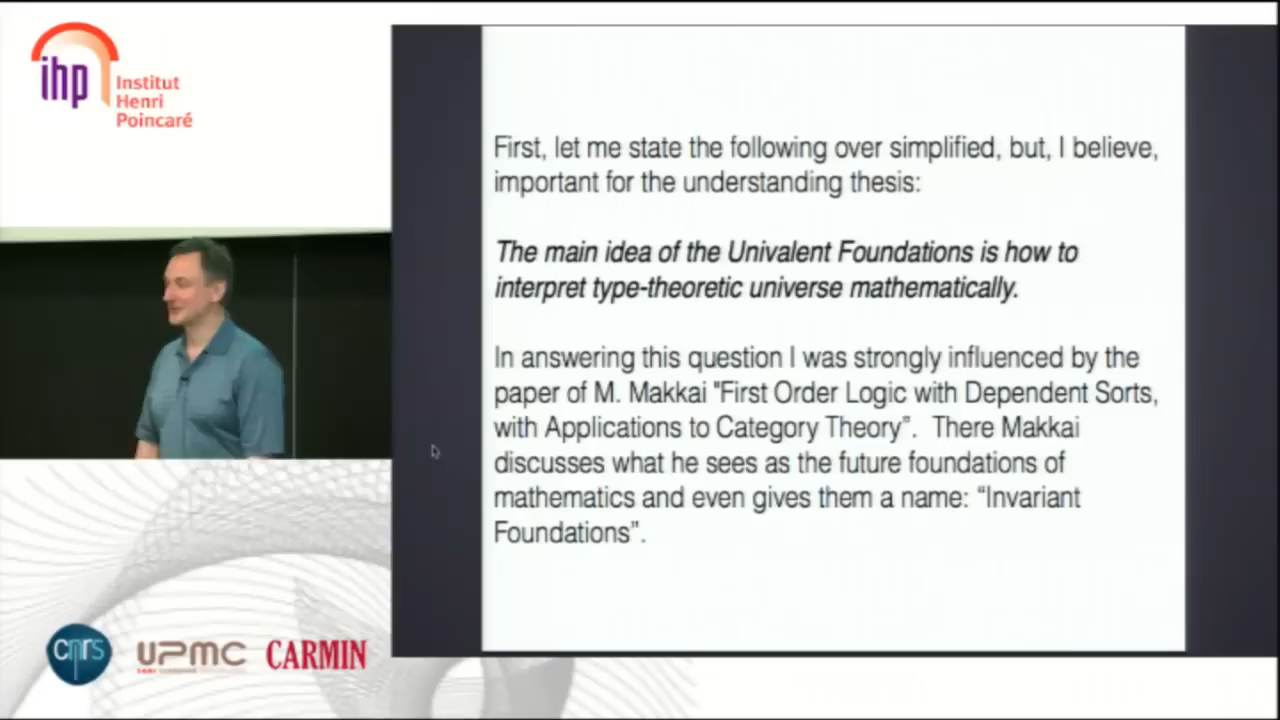 ihp
Institut
Henri
Poincaré
First, let me state the following over simplified, but, I believe,
important for the understanding thesis:
The main idea of the Univalent Foundations is how to
interpret type-theoretic universe mathematically.
In answering this question I was strongly influenced by the
paper of M. Makkai "First Order Logic with Dependent Sorts,
with Applications to Category Theory”. There Makkai
discusses what he sees as the future foundations of
mathematics and even gives them a name: “Invariant
Foundations”.
cnrs
UPMC
CARMIN